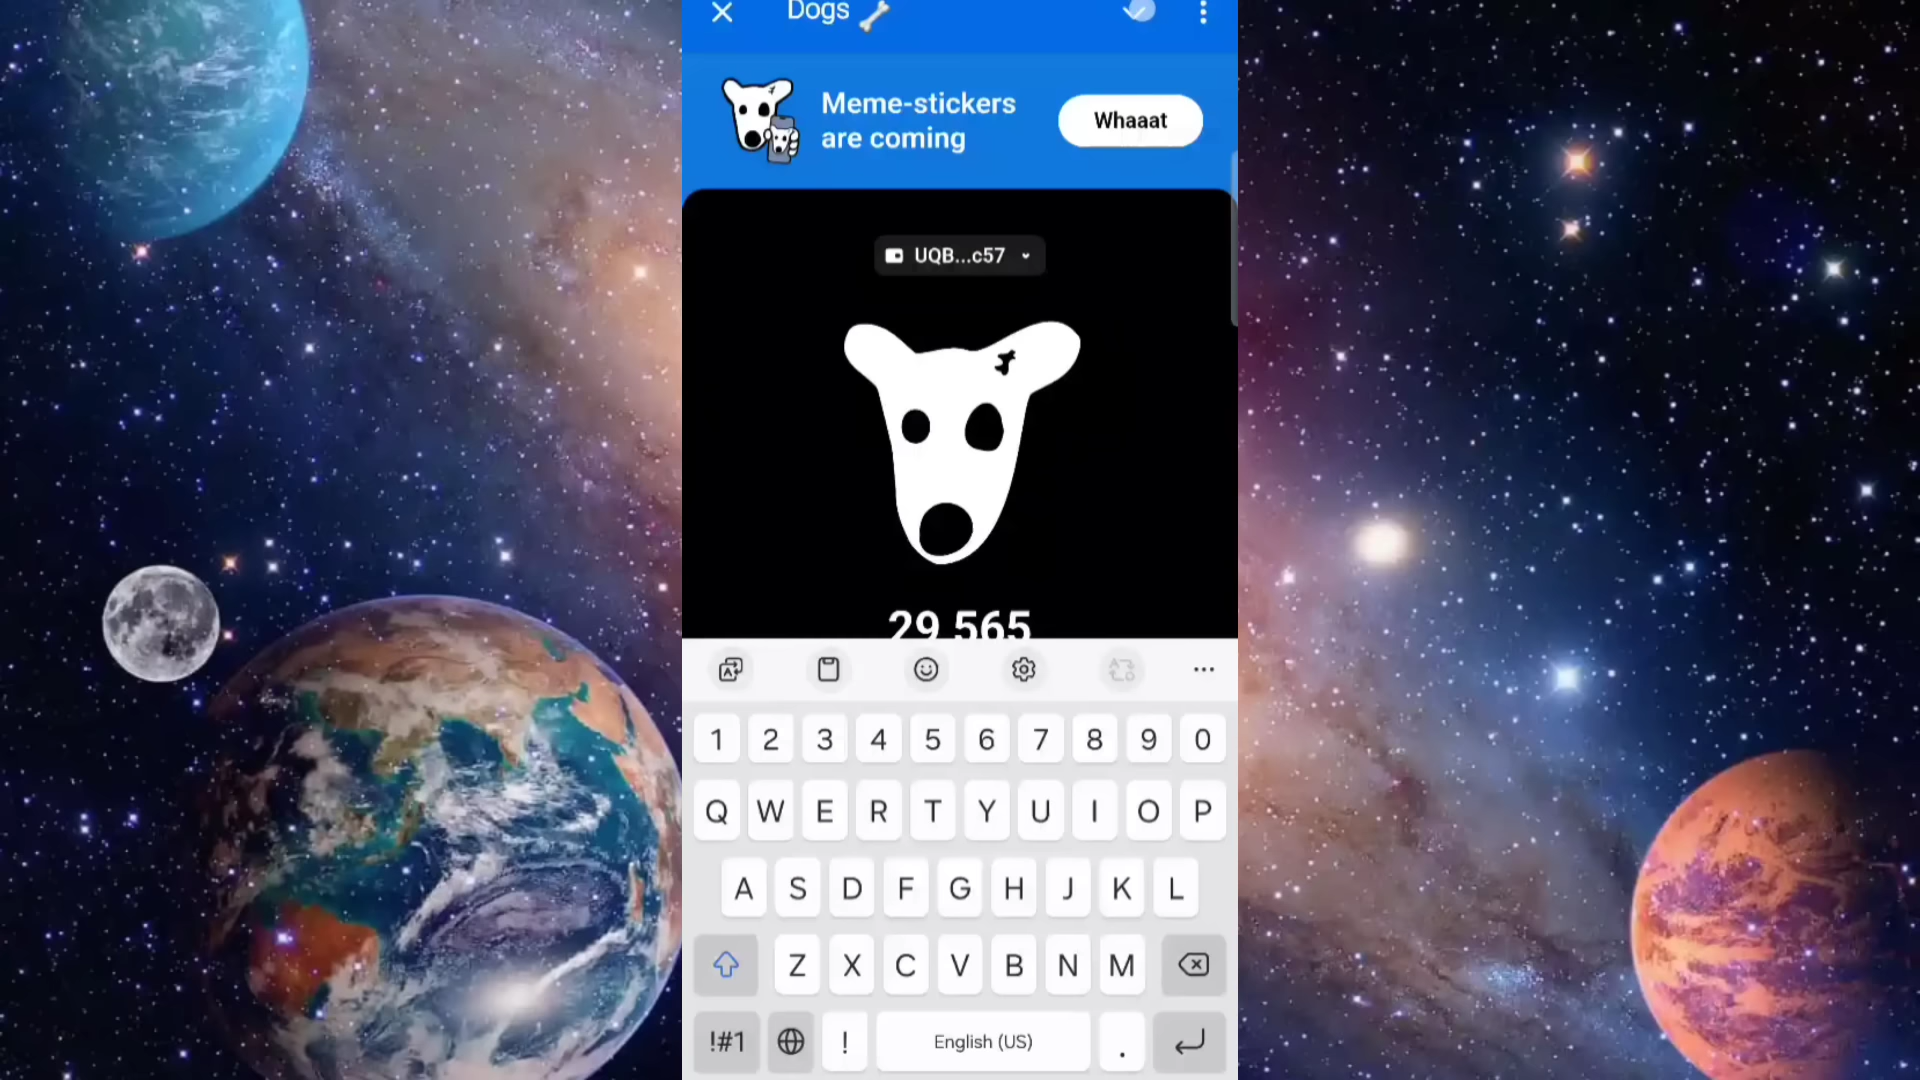 Dogs
Meme-stickers
are coming
Whaaat
UQB...c57
29 565
1 2 3 4 5 6 7 8 9 0
Q W E R T Y U I O P
A S D F G H J K L
Z X C V B N M
!#1 ! English (US) .